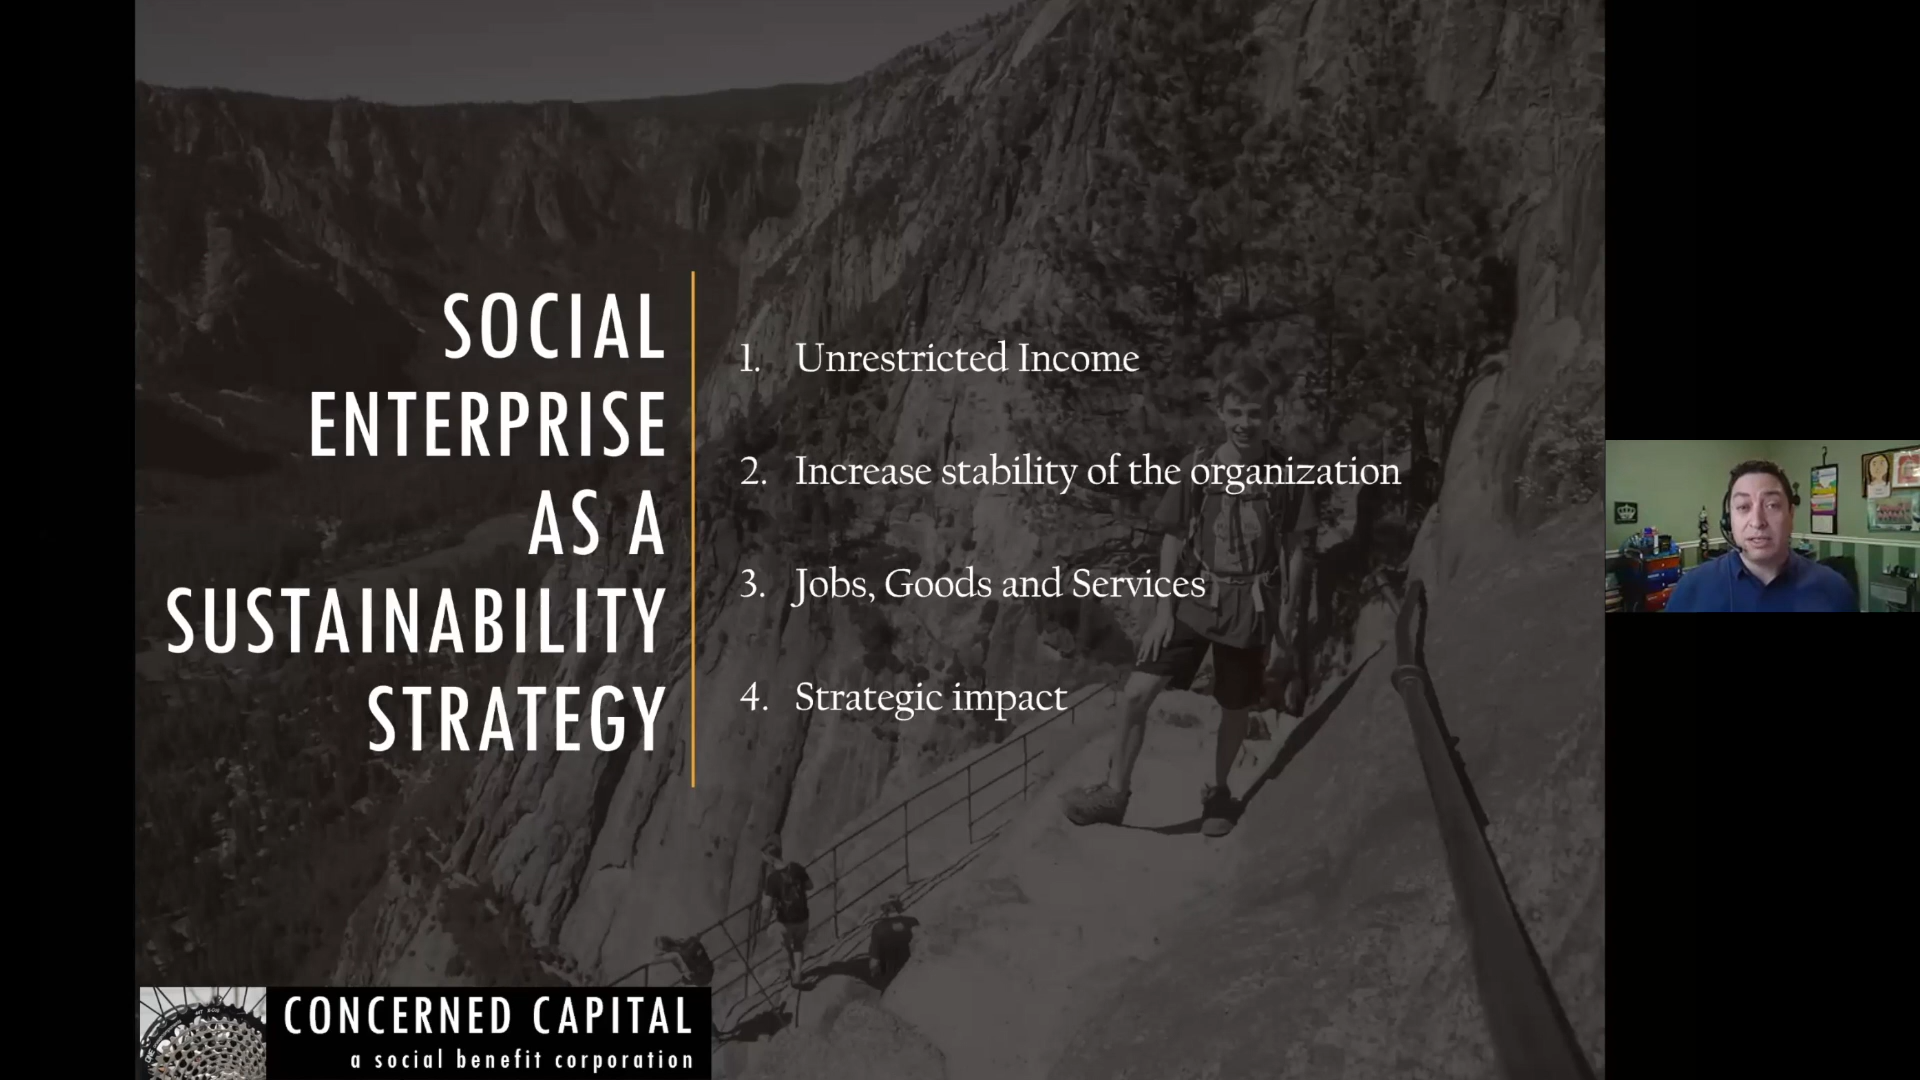 SOCIAL
ENTERPRISE
AS A
SUSTAINABILITY
STRATEGY
1. Unrestricted Income
2. Increase stability of the organization
3. Jobs, Goods and Services
4. Strategic impact
CONCERNED CAPITAL
a social benefit corporation